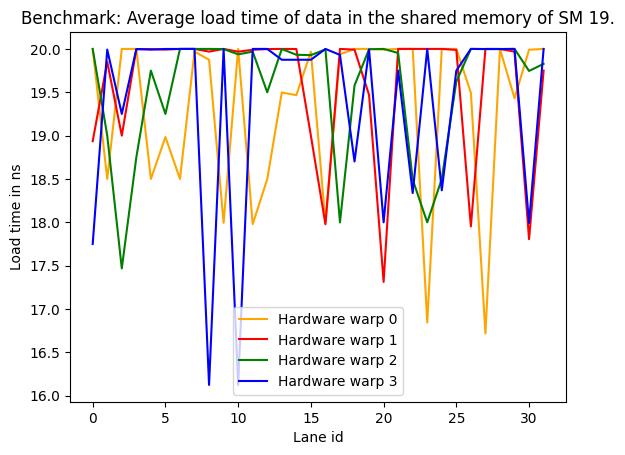 Benchmark: Average load time of data in the shared memory of SM 19.
Load time in ns
20.0
19.5
19.0
18.5
18.0
17.5
17.0
16.5
16.0
Hardware warp 0
Hardware warp 1
Hardware warp 2
Hardware warp 3
0 5 10 15 20 25 30
Lane id